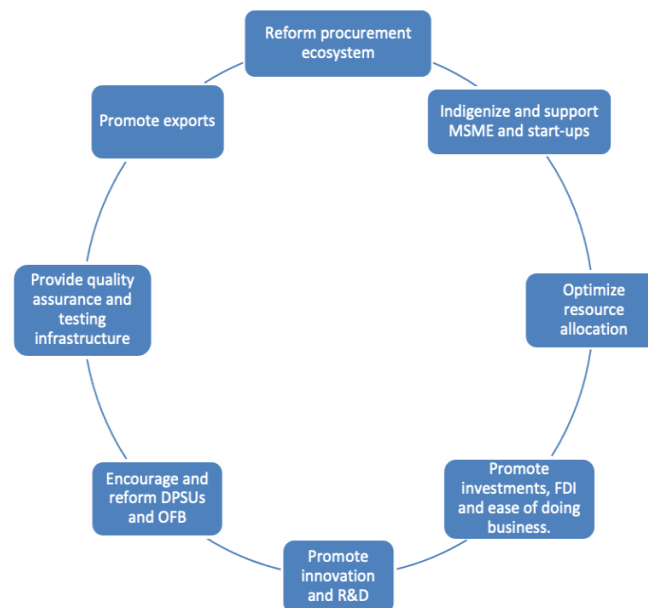 Reform procurement
ecosystem
Indigenize and support
MSME and start-ups
Optimize
resource
allocation
Promote
investments, FDI
and ease of doing
business.
Promote
innovation
and R&D
Encourage and
reform DPSUs
and OFB
Provide quality
assurance and
testing
infrastructure
Promote exports